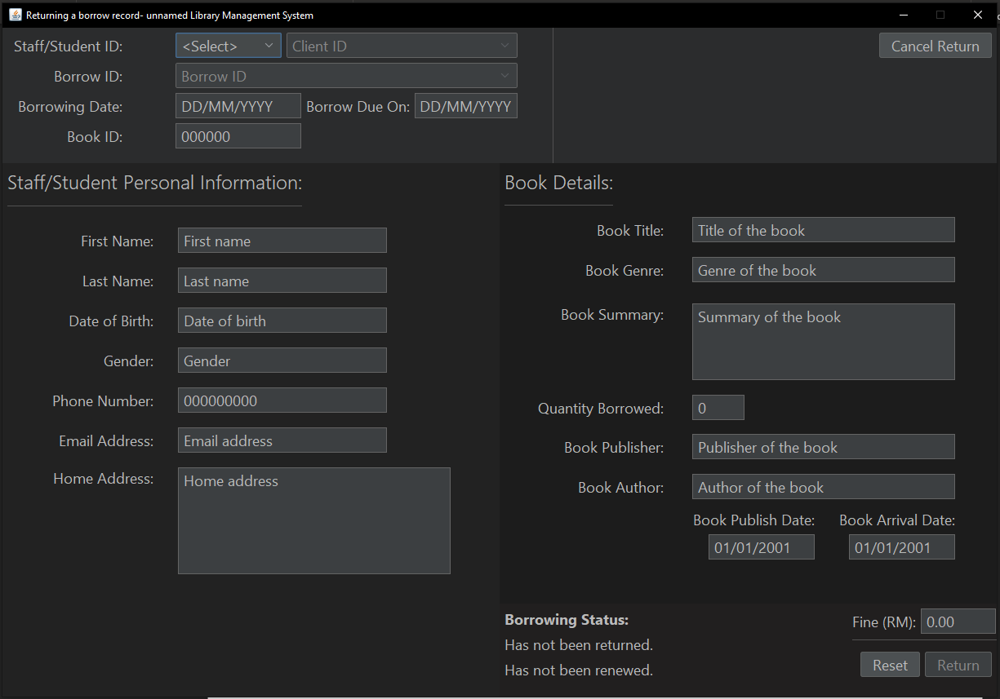 Returning a borrow record- unnamed Library Management System
Staff/Student ID: <Select> Client ID Cancel Return
Borrow ID: Borrow ID
Borrowing Date: DD/MM/YYYY Borrow Due On: DD/MM/YYYY
Book ID: 000000
Staff/Student Personal Information:
First Name: First name
Last Name: Last name
Date of Birth: Date of birth
Gender: Gender
Phone Number: 000000000
Email Address: Email address
Home Address: Home address
Book Details:
Book Title: Title of the book
Book Genre: Genre of the book
Book Summary: Summary of the book
Quantity Borrowed: 0
Book Publisher: Publisher of the book
Book Author: Author of the book
Book Publish Date: Book Arrival Date:
01/01/2001 01/01/2001
Borrowing Status:
Has not been returned.
Has not been renewed.
Fine (RM): 0.00
Reset Return